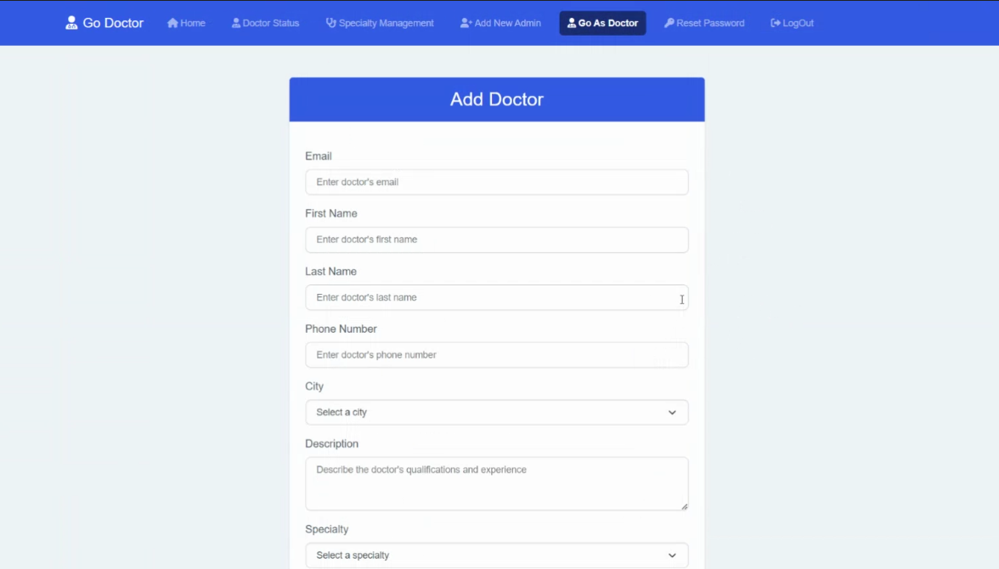 Go Doctor Home Doctor Status Specialty Management Add New Admin Go As Doctor Reset Password LogOut
Add Doctor
Email
Enter doctor's email
First Name
Enter doctor's first name
Last Name
Enter doctor's last name
Phone Number
Enter doctor's phone number
City
Select a city
Description
Describe the doctor's qualifications and experience
Specialty
Select a specialty